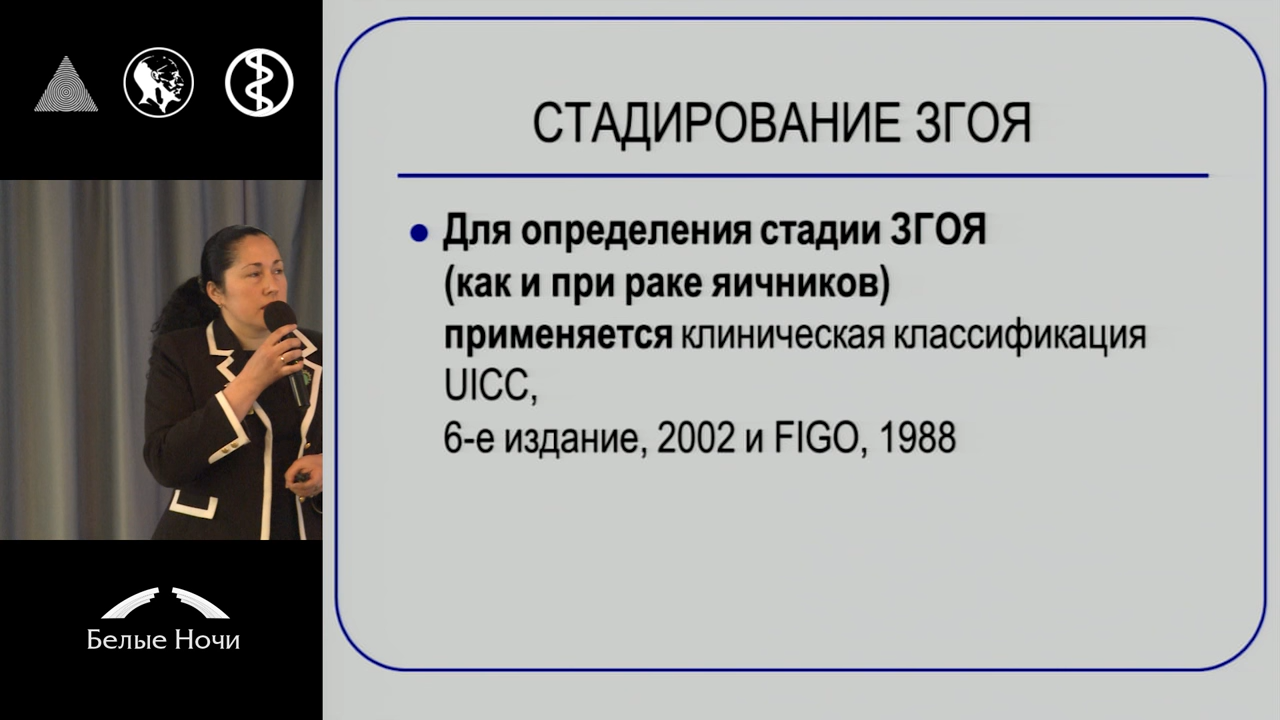 СТАДИРОВАНИЕ ЗГОЯ
Для определения стадии ЗГОЯ
(как и при раке яичников)
применяется клиническая классификация
UICC,
6-е издание, 2002 и FIGO, 1988
Белые Ночи